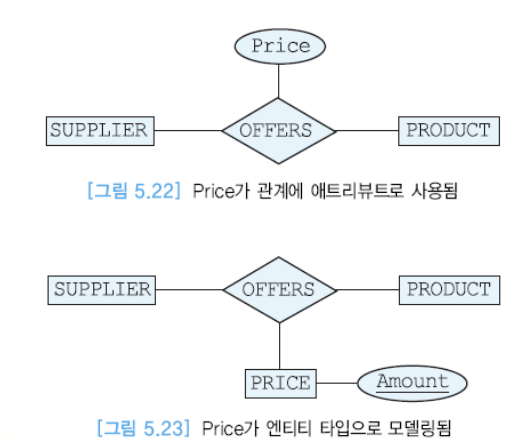 Price
SUPPLIER OFFERS PRODUCT
[그림 5.22] Price가 관계에 애트리뷰트로 사용됨
SUPPLIER OFFERS PRODUCT
PRICE Amount
[그림 5.23] Price가 엔티티 타입으로 모델링됨